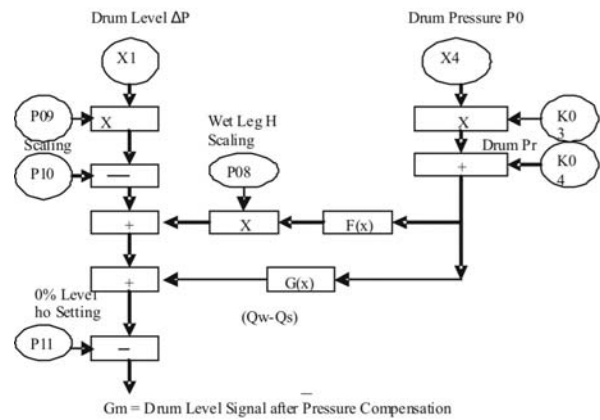 Drum Level ΔP
Drum Pressure P0
X1
X4
P09
X
Wet Leg H
Scaling
X
K0
3
Scaling
P10
—
P08
+
Drum Pr
K0
4
+
X
F(x)
+
G(x)
0% Level
ho Setting
(Qw-Qs)
P11
—
Gm = Drum Level Signal after Pressure Compensation